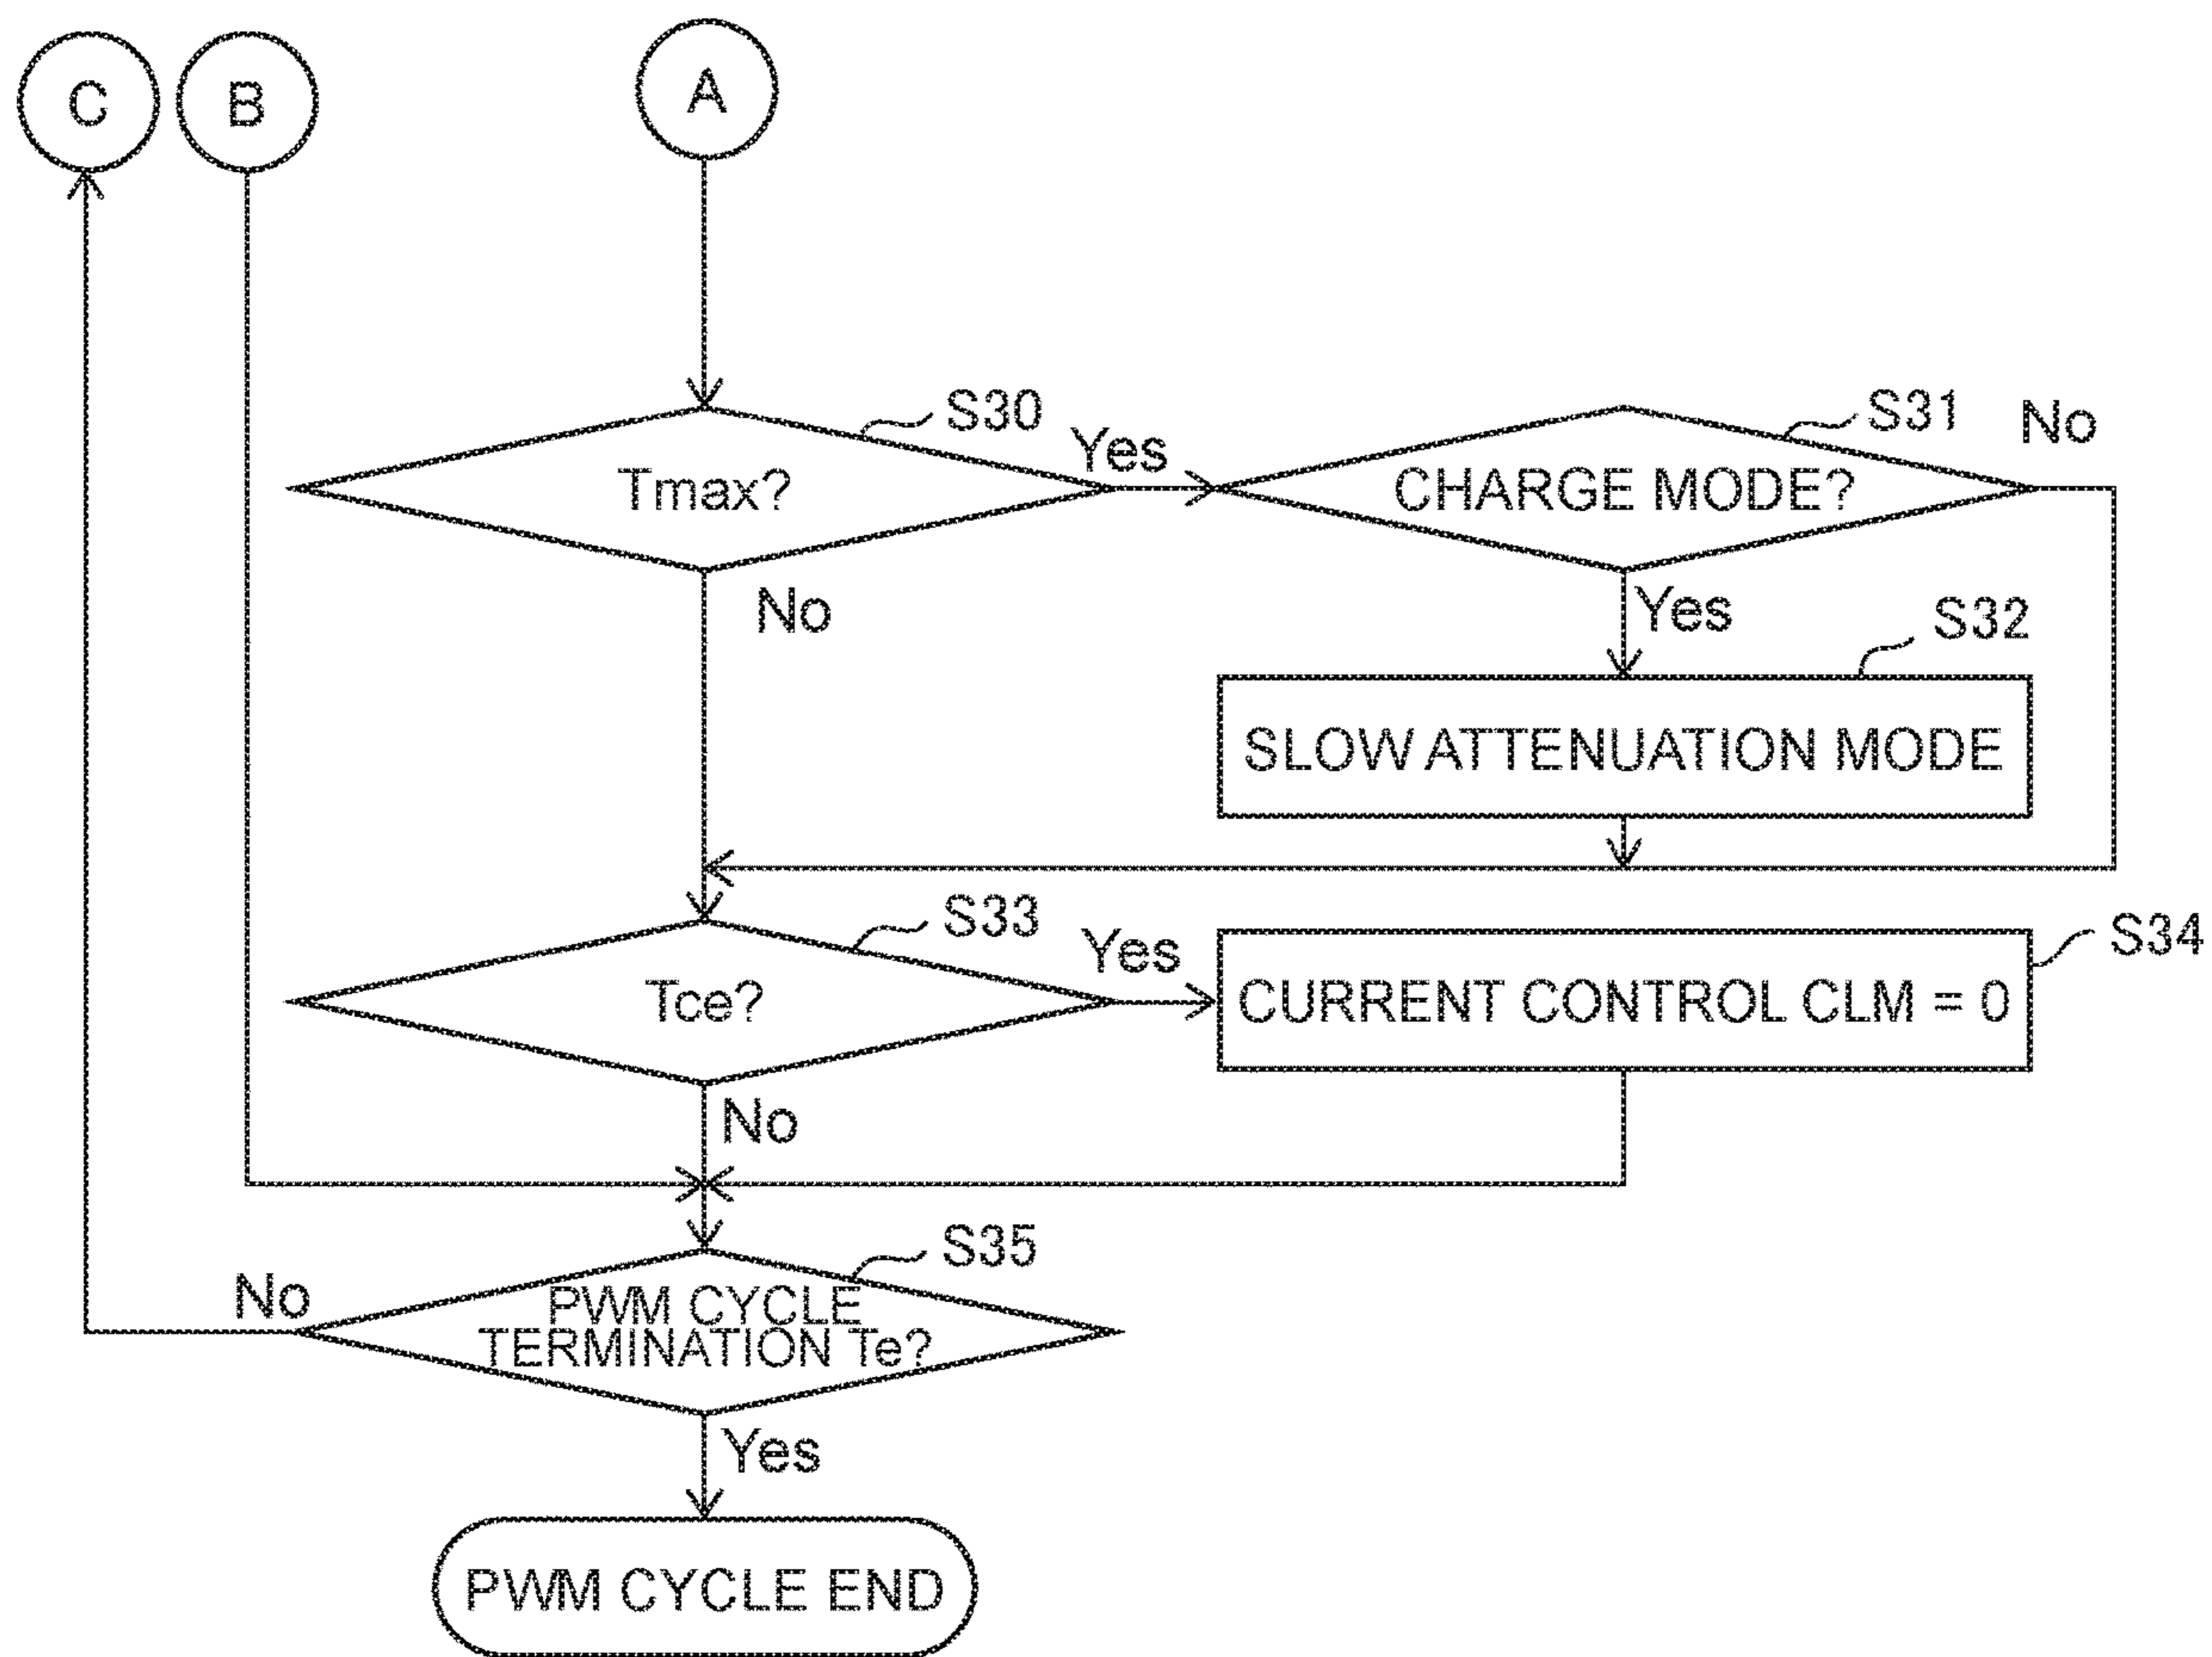 C
B
A
S30
Yes
S31
No
Tmax?
CHARGE MODE?
No
Yes
S32
SLOW ATTENUATION MODE
S33
Yes
S34
Tce?
CURRENT CONTROL CLM = 0
No
S35
No
PWM CYCLE
TERMINATION Te?
Yes
PWM CYCLE END